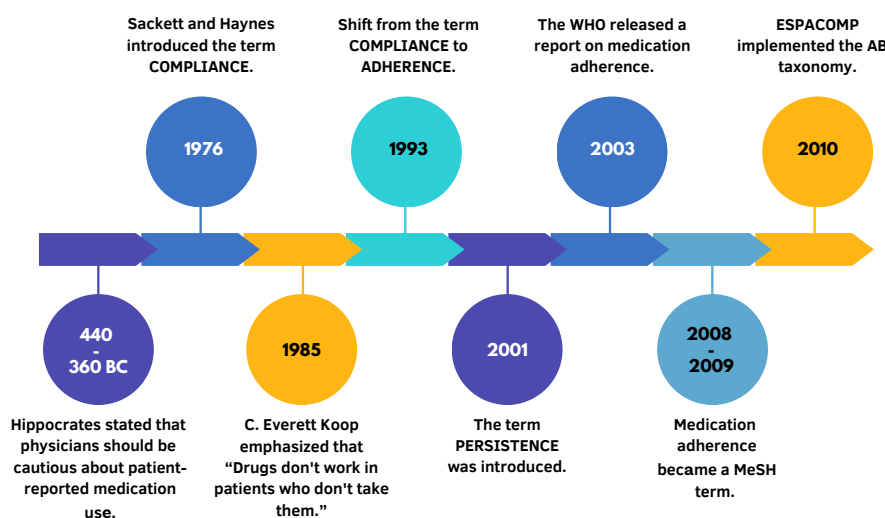 Sackett and Haynes
introduced the term
COMPLIANCE.
Shift from the term
COMPLIANCE to
ADHERENCE.
The WHO released a
report on medication
adherence.
ESPACOMP
implemented the AB
taxonomy.
1976
1993
2003
2010
440
-
360 BC
1985
2001
2008
-
2009
Hippocrates stated that
physicians should be
cautious about patient-
reported medication
use.
C. Everett Koop
emphasized that
“Drugs don't work in
patients who don't take
them.”
The term
PERSISTENCE
was introduced.
Medication
adherence
became a MeSH
term.